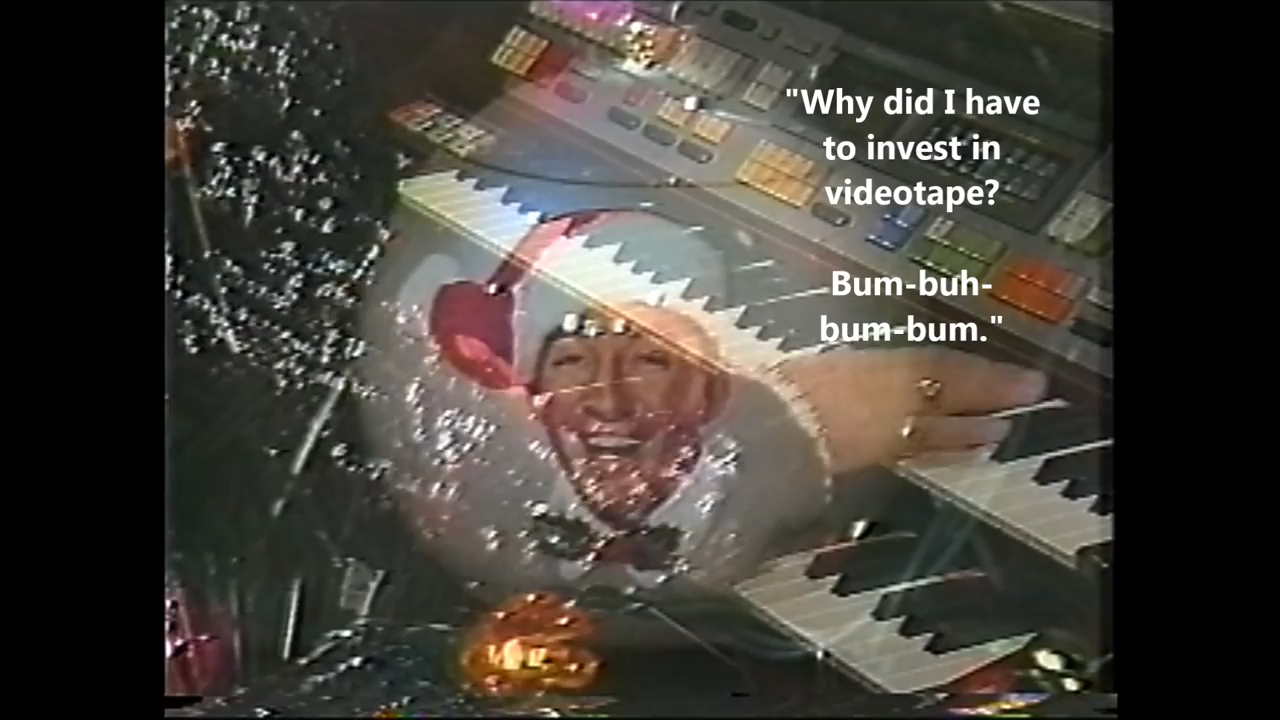 "Why did I have
to invest in
videotape?
Bum-buh-
bum-bum."